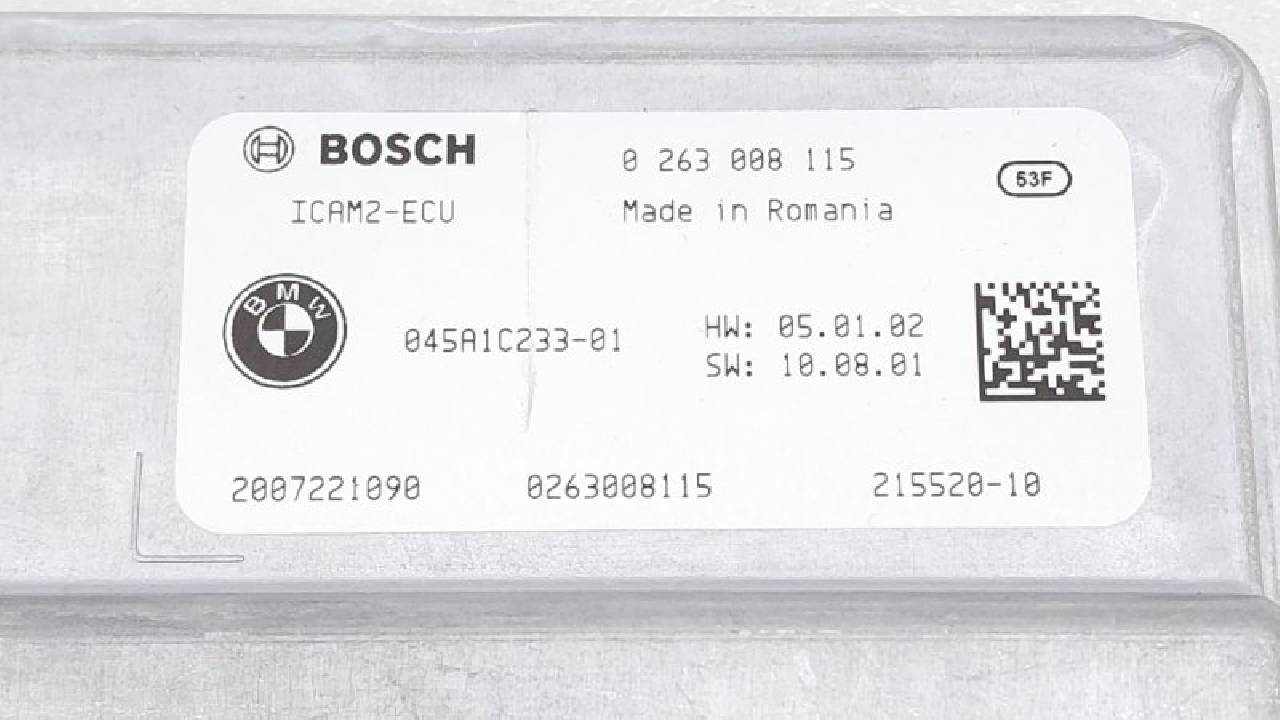 BOSCH
0 263 008 115
53F
ICAM2-ECU
Made in Romania
BMW
045A1C233-01
HW: 05.01.02
SW: 10.08.01
2007221090
0263008115
215520-10